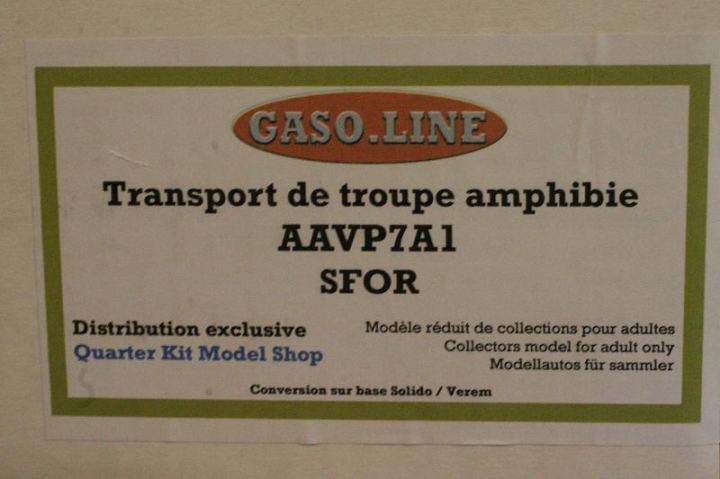 GASO.LINE
Transport de troupe amphibie
AAVP7A1
SFOR
Distribution exclusive
Quarter Kit Model Shop
Modèle réduit de collections pour adultes
Collectors model for adult only
Modellautos für sammler
Conversion sur base Solido / Verem